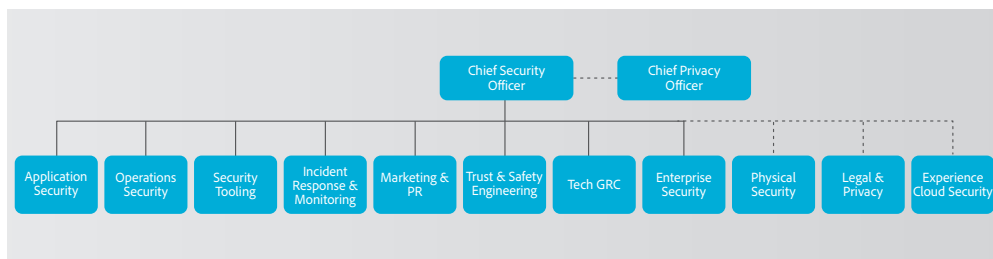 Chief Security
Officer
Chief Privacy
Officer
Application
Security
Operations
Security
Security
Tooling
Incident
Response &
Monitoring
Marketing &
PR
Trust & Safety
Engineering
Tech GRC
Enterprise
Security
Physical
Security
Legal &
Privacy
Experience
Cloud Security